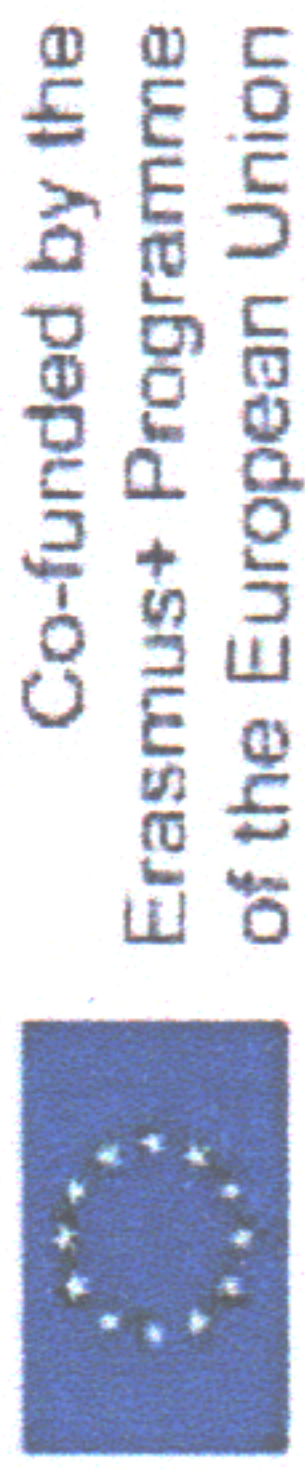 Co-funded by the
Erasmus+ Programme
of the European Union